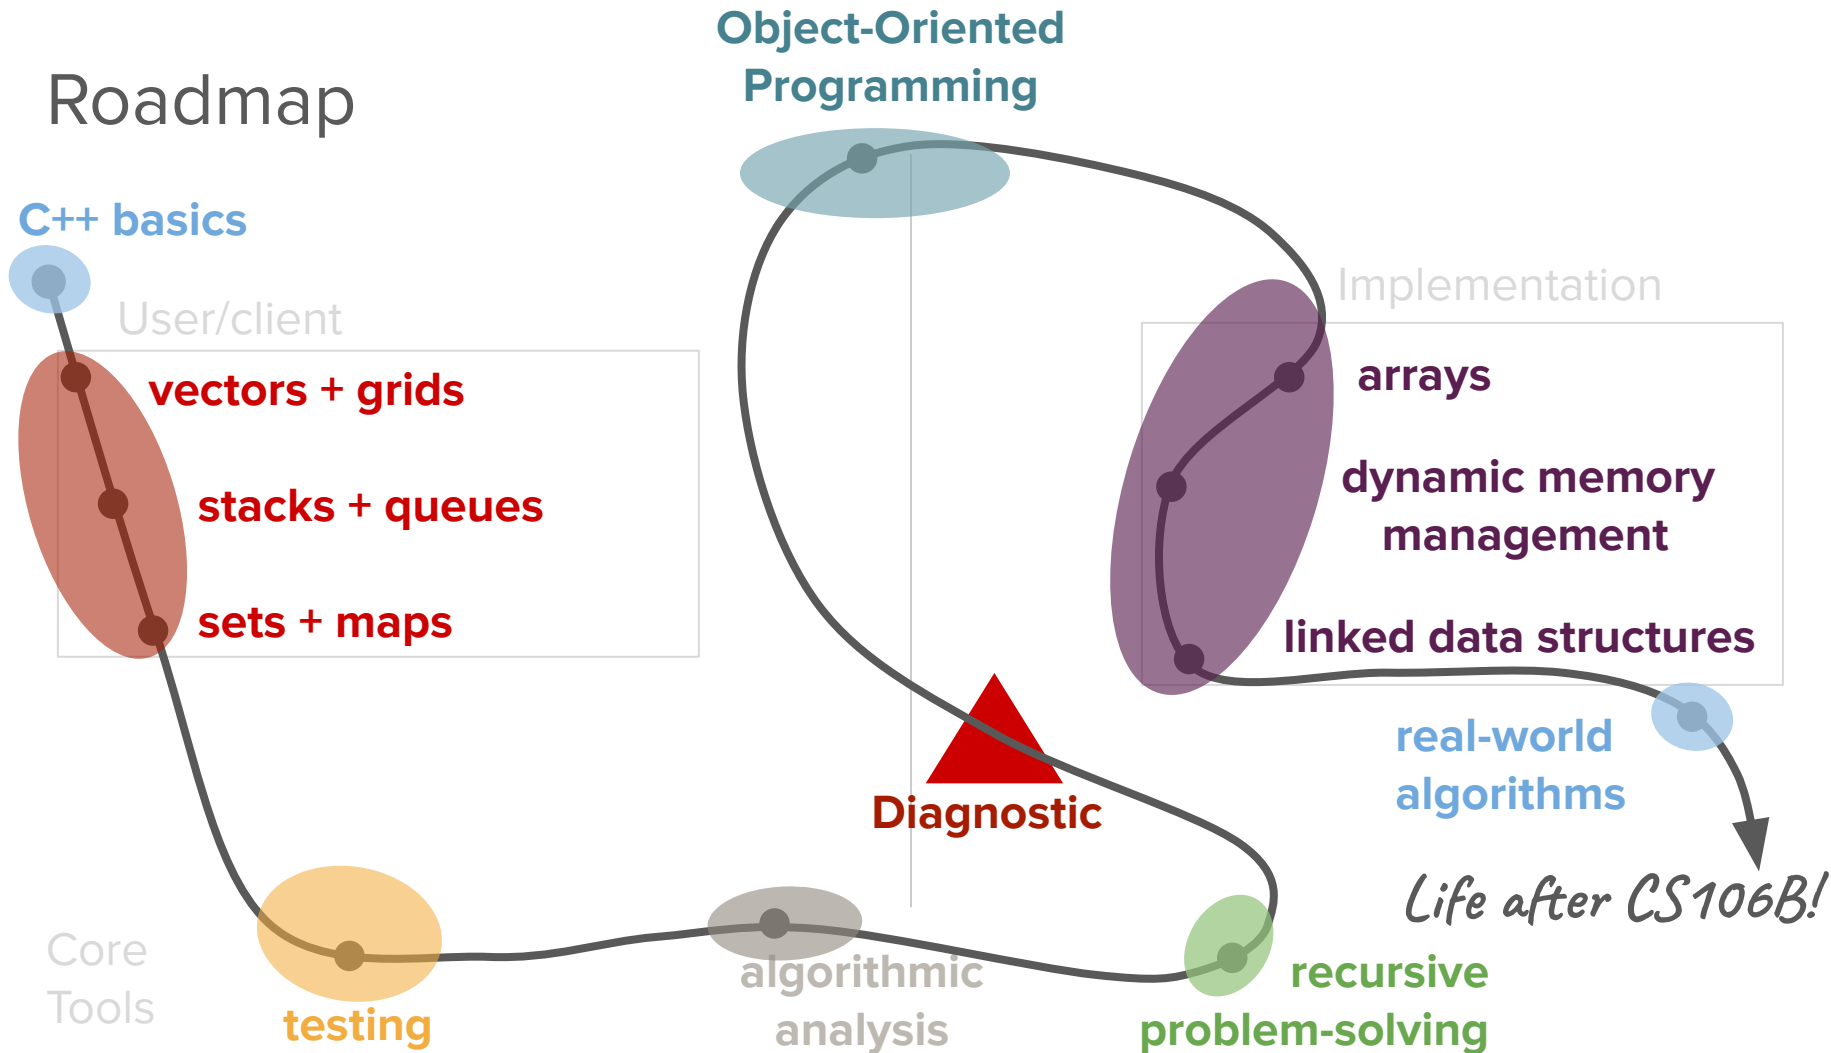 Roadmap
C++ basics
User/client
vectors + grids
stacks + queues
sets + maps
Core
Tools
testing
algorithmic
analysis
recursive
problem-solving
Diagnostic
Object-Oriented
Programming
Implementation
arrays
dynamic memory
management
linked data structures
real-world
algorithms
Life after CS106B!